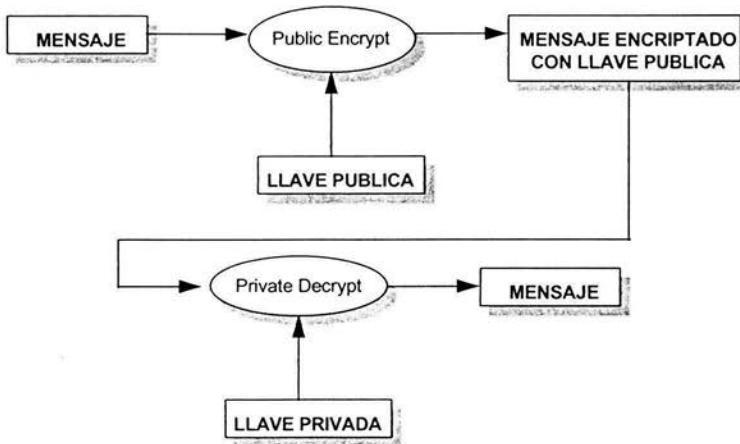 MENSAJE
Public Encrypt
MENSAJE ENCRIPTADO
CON LLAVE PUBLICA
LLAVE PUBLICA
Private Decrypt
MENSAJE
LLAVE PRIVADA